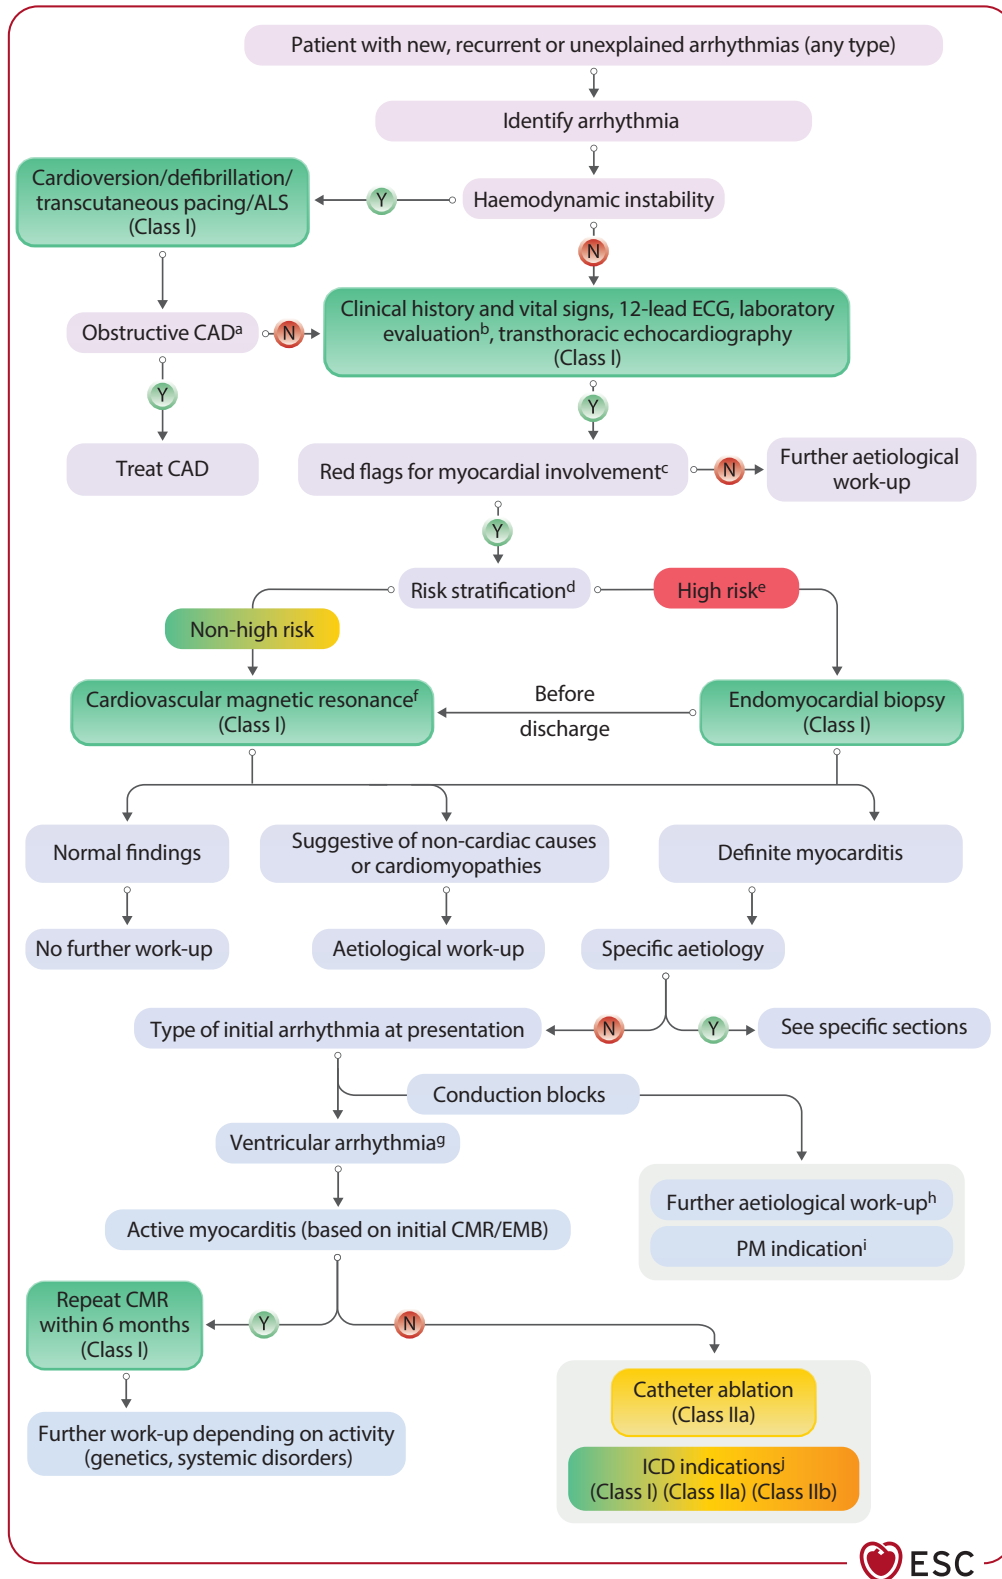 Patient with new, recurrent or unexplained arrhythmias (any type)
Identify arrhythmia
Cardioversion/defibrillation/
transcutaneous pacing/ALS
(Class I)
Y
Haemodynamic instability
N
Clinical history and vital signs, 12-lead ECG, laboratory
evaluationᵇ, transthoracic echocardiography
(Class I)
Obstructive CADᵃ
N
Y
Y
Treat CAD
Red flags for myocardial involvementᶜ
N
Further aetiological
work-up
Y
Risk stratificationᵈ
High riskᵉ
Non-high risk
Cardiovascular magnetic resonanceᶠ
(Class I)
Before
discharge
Endomyocardial biopsy
(Class I)
Normal findings
Suggestive of non-cardiac causes
or cardiomyopathies
Definite myocarditis
No further work-up
Aetiological work-up
Specific aetiology
Type of initial arrhythmia at presentation
N
Y
See specific sections
Conduction blocks
Ventricular arrhythmiaᵍ
Further aetiological work-upʰ
PM indicationⁱ
Active myocarditis (based on initial CMR/EMB)
Repeat CMR
within 6 months
(Class I)
Y
N
Catheter ablation
(Class IIa)
Further work-up depending on activity
(genetics, systemic disorders)
ICD indicationsʲ
(Class I) (Class IIa) (Class IIb)
ESC